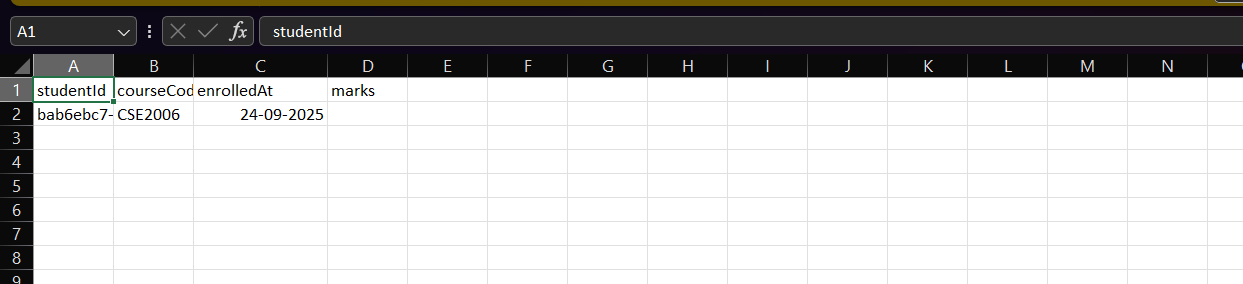 A1 fx studentId
A B C D E F G H I J K L M N
1 studentId courseCod enrolledAt marks
2 bab6ebc7- CSE2006 24-09-2025
3
4
5
6
7
8
9